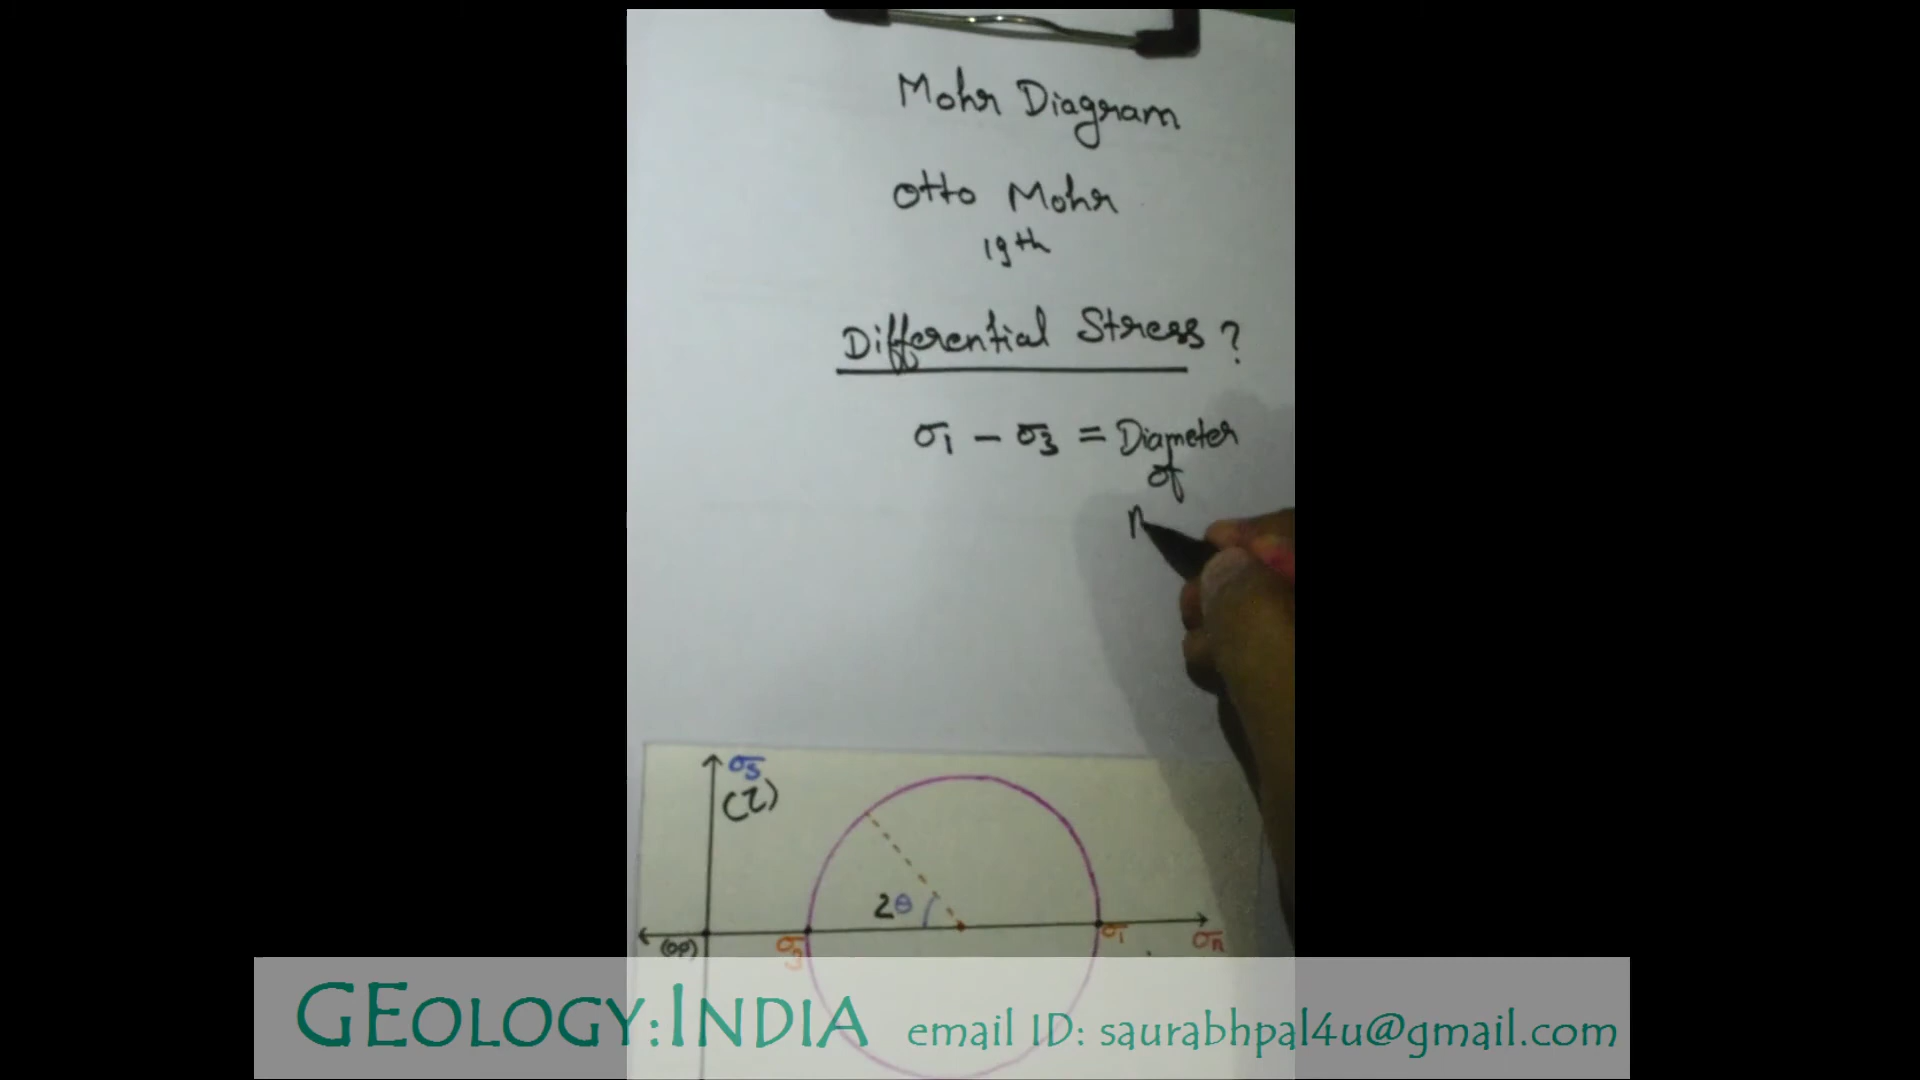 Mohr Diagram
Otto Mohr
19th
Differential Stress ?
σ1 - σ3 = Diameter
of
σs
(τ)
2θ
σ3
σ1
σn
GEOLOGY:INDIA email ID: saurabhpal4u@gmail.com